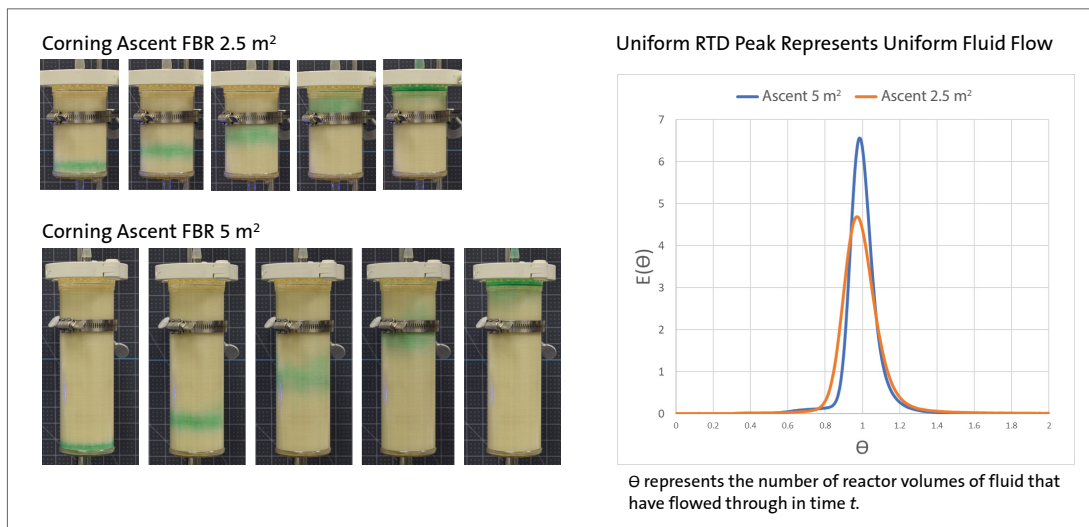 Corning Ascent FBR 2.5 m²
Corning Ascent FBR 5 m²
Uniform RTD Peak Represents Uniform Fluid Flow
Ascent 5 m²
Ascent 2.5 m²
7
6
5
4
3
2
1
0
E(Θ)
0 0.2 0.4 0.6 0.8 1 1.2 1.4 1.6 1.8 2
Θ
Θ represents the number of reactor volumes of fluid that
have flowed through in time t.